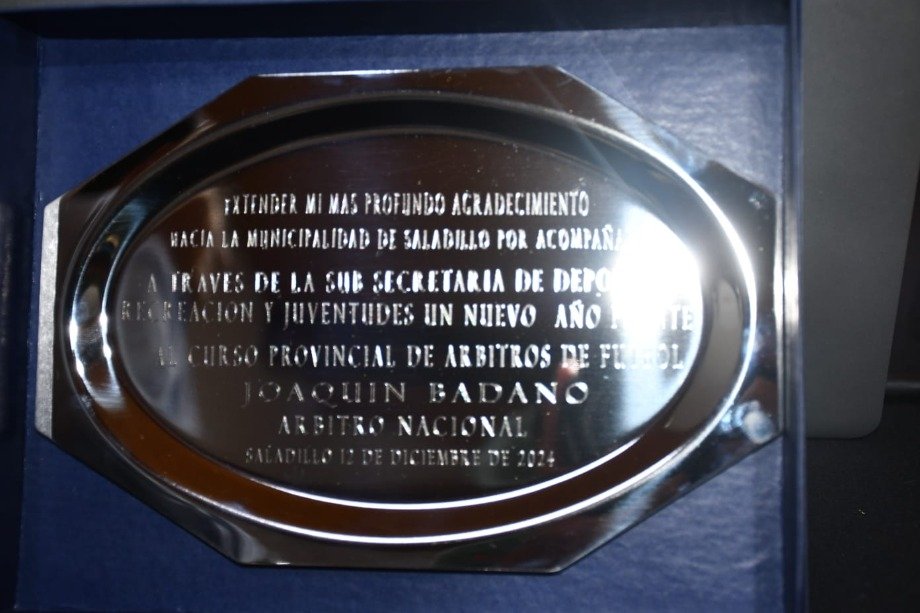 EXTENDER MI MAS PROFUNDO AGRADECIMIENTO
HACIA LA MUNICIPALIDAD DE SALADILLO POR
A TRAVES DE LA SUB SECRETARIA DE
RECREACION Y JUVENTUDES UN NUEVO AÑO
AL CURSO PROVINCIAL DE ARBITROS DE FUTBOL
JOAQUIN BADANO
ARBITRO NACIONAL
SALADILLO 12 DE DICIEMBRE DE 2024